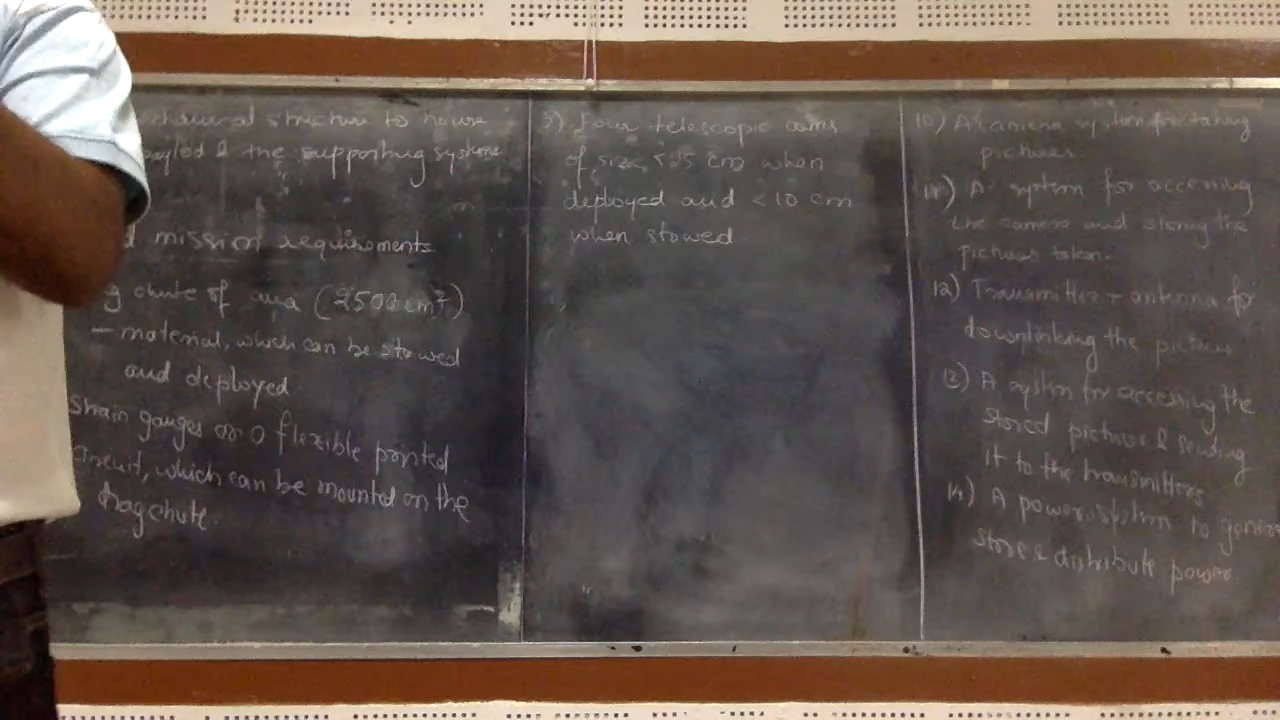 structure to house
& the supporting systems
mission requirements
chute of area (2500 cm²)
- material, which can be stowed
and deployed.
Strain gauges on a flexible printed
circuit, which can be mounted on the
dragchute.
3) Four telescopic arms
of size < 25 cm when
deployed and < 10 cm
when stowed.
10) A camera system for taking
pictures
11) A system for accessing
the camera and storing the
pictures taken.
12) Transmitter + antenna for
downlinking the pictures
13) A system for accessing the
stored pictures & sending
it to the transmitters
14) A power system to
store & distribute power